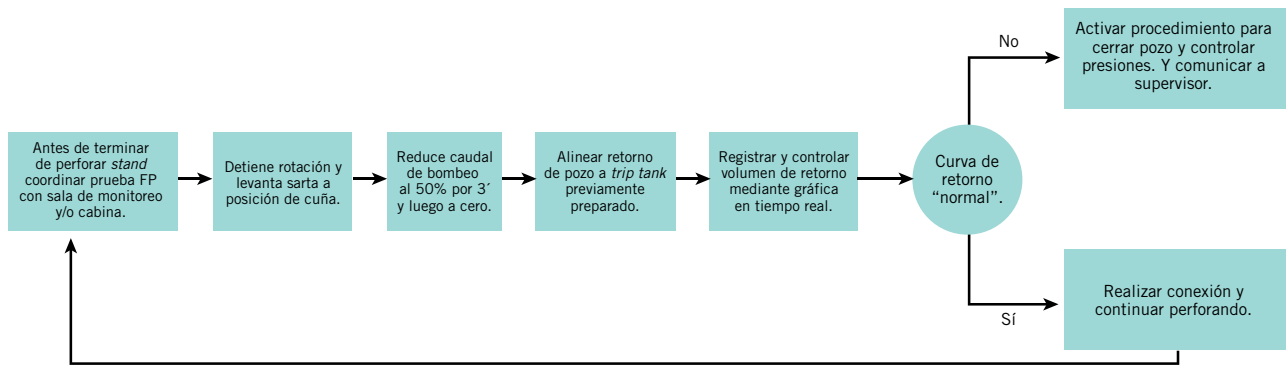 Antes de terminar
de perforar stand
coordinar prueba FP
con sala de monitoreo
y/o cabina.
Detiene rotación y
levanta sarta a
posición de cuña.
Reduce caudal
de bombeo
al 50% por 3´
y luego a cero.
Alinear retorno
de pozo a trip tank
previamente
preparado.
Registrar y controlar
volumen de retorno
mediante gráfica
en tiempo real.
Curva de
retorno
“normal”.
No
Activar procedimiento para
cerrar pozo y controlar
presiones. Y comunicar a
supervisor.
Sí
Realizar conexión y
continuar perforando.